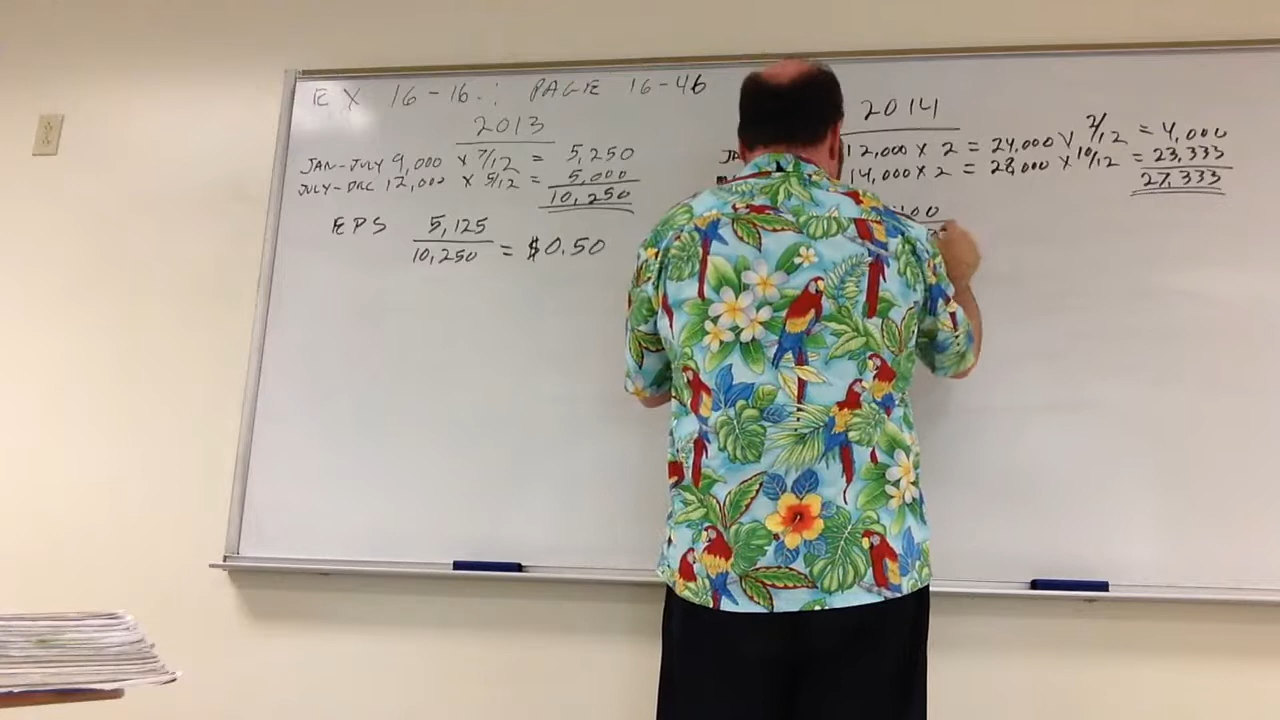 EX 16-16: PAGE 16-46
2013
JAN-JULY 9,000 X 7/12 = 5,250
JULY-DEC 12,000 X 5/12 = 5,000
10,250
EPS 5,125 / 10,250 = $0.50
2014
12,000 X 2 = 24,000 X 2/12 = 4,000
14,000 X 2 = 28,000 X 10/12 = 23,333
27,333